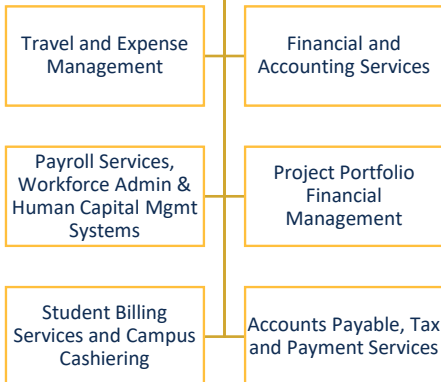 Travel and Expense
Management
Financial and
Accounting Services
Payroll Services,
Workforce Admin &
Human Capital Mgmt
Systems
Project Portfolio
Financial
Management
Student Billing
Services and Campus
Cashiering
Accounts Payable, Tax
and Payment Services